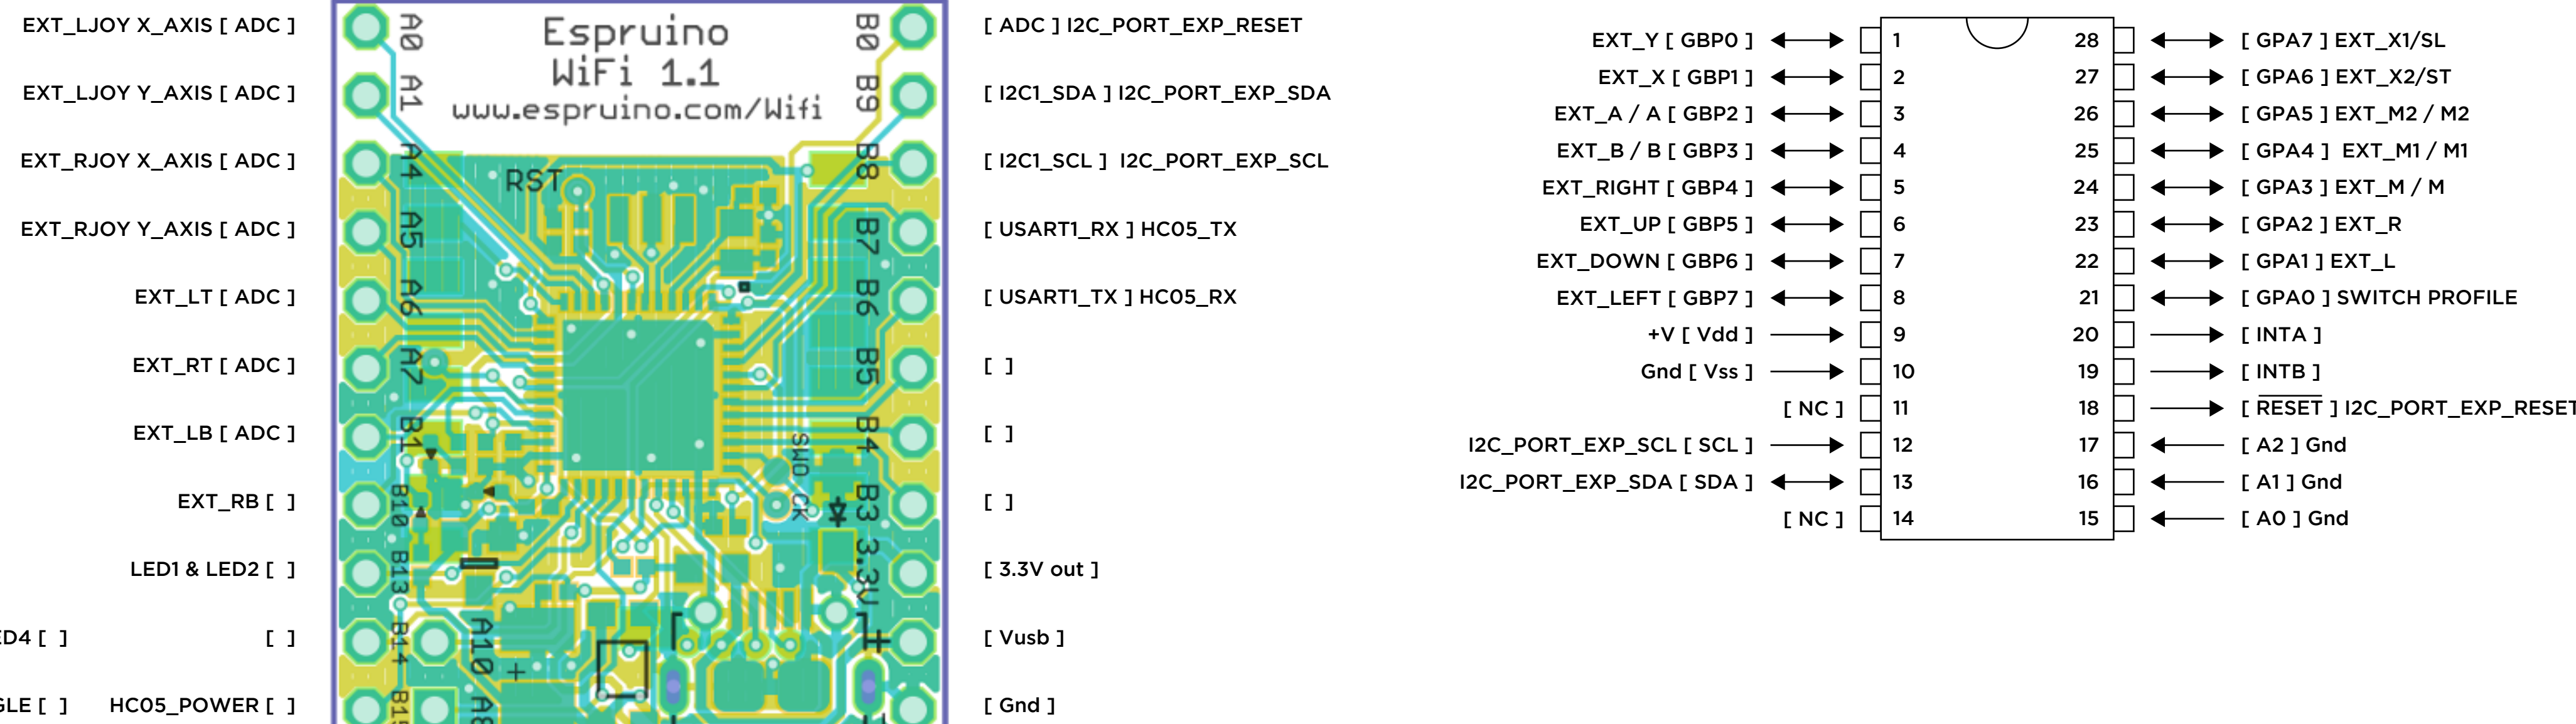 EXT_LJOY X_AXIS [ ADC ]
EXT_LJOY Y_AXIS [ ADC ]
EXT_RJOY X_AXIS [ ADC ]
EXT_RJOY Y_AXIS [ ADC ]
EXT_LT [ ADC ]
EXT_RT [ ADC ]
EXT_LB [ ADC ]
EXT_RB [ ]
LED1 & LED2 [ ]
ED4 [ ] [ ]
GLE [ ] HC05_POWER [ ]
Espruino
WiFi 1.1
www.espruino.com/Wifi
RST
A0
A1
A4
A5
A6
A7
B1
B10
B13
B14
A10
B0
B9
B8
B7
B6
B5
B4
B3
3.3V
SWO CK
+
+
[ ADC ] I2C_PORT_EXP_RESET
[ I2C1_SDA ] I2C_PORT_EXP_SDA
[ I2C1_SCL ] I2C_PORT_EXP_SCL
[ USART1_RX ] HC05_TX
[ USART1_TX ] HC05_RX
[ ]
[ ]
[ ]
[ 3.3V out ]
[ Vusb ]
[ Gnd ]
EXT_Y [ GBP0 ] 1 28 [ GPA7 ] EXT_X1/SL
EXT_X [ GBP1 ] 2 27 [ GPA6 ] EXT_X2/ST
EXT_A / A [ GBP2 ] 3 26 [ GPA5 ] EXT_M2 / M2
EXT_B / B [ GBP3 ] 4 25 [ GPA4 ] EXT_M1 / M1
EXT_RIGHT [ GBP4 ] 5 24 [ GPA3 ] EXT_M / M
EXT_UP [ GBP5 ] 6 23 [ GPA2 ] EXT_R
EXT_DOWN [ GBP6 ] 7 22 [ GPA1 ] EXT_L
EXT_LEFT [ GBP7 ] 8 21 [ GPA0 ] SWITCH PROFILE
+V [ Vdd ] 9 20 [ INTA ]
Gnd [ Vss ] 10 19 [ INTB ]
[ NC ] 11 18 [ RESET ] I2C_PORT_EXP_RESET
I2C_PORT_EXP_SCL [ SCL ] 12 17 [ A2 ] Gnd
I2C_PORT_EXP_SDA [ SDA ] 13 16 [ A1 ] Gnd
[ NC ] 14 15 [ A0 ] Gnd